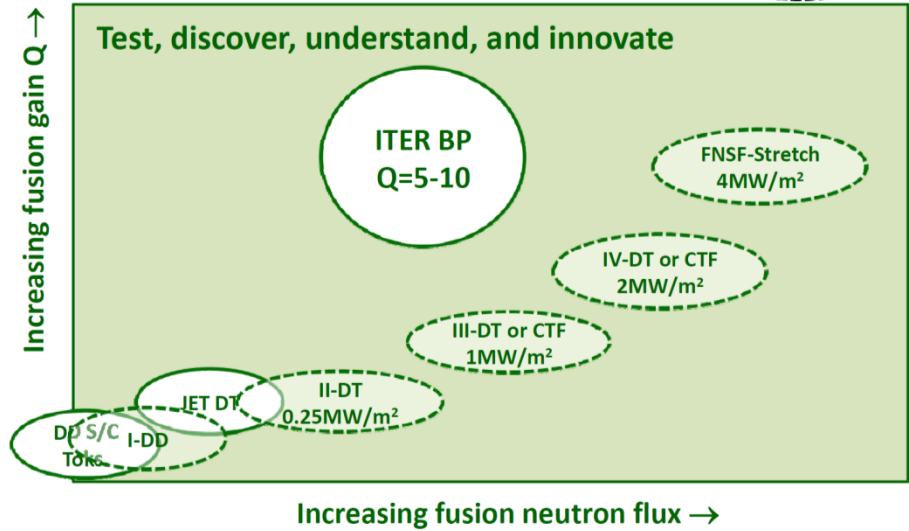 Test, discover, understand, and innovate
Increasing fusion gain Q →
ITER BP
Q=5-10
FNSF-Stretch
4MW/m²
IV-DT or CTF
2MW/m²
III-DT or CTF
1MW/m²
JET DT
II-DT
0.25MW/m²
DD S/C
Toks
I-DD
Increasing fusion neutron flux →